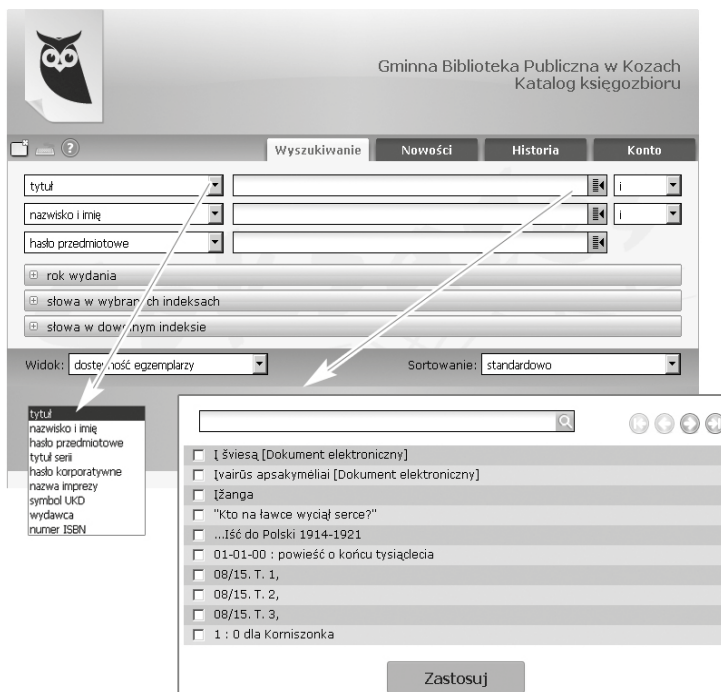 Gminna Biblioteka Publiczna w Kozach
Katalog księgozbioru
?
Wyszukiwanie Nowości Historia Konto
tytuł i
nazwisko i imię i
hasło przedmiotowe
rok wydania
słowa w wybranych indeksach
słowa w dowolnym indeksie
Widok: dostępność egzemplarzy Sortowanie: standardowo
tytuł
nazwisko i imię
hasło przedmiotowe
tytuł serii
hasło korporatywne
nazwa imprezy
symbol UKD
wydawca
numer ISBN
Į šviesą [Dokument elektroniczny]
Įvairūs apsakymėliai [Dokument elektroniczny]
Įžanga
"Kto na ławce wyciął serce?"
...Iść do Polski 1914-1921
01-01-00 : powieść o końcu tysiąclecia
08/15. T. 1,
08/15. T. 2,
08/15. T. 3,
1 : 0 dla Korniszonka
Zastosuj